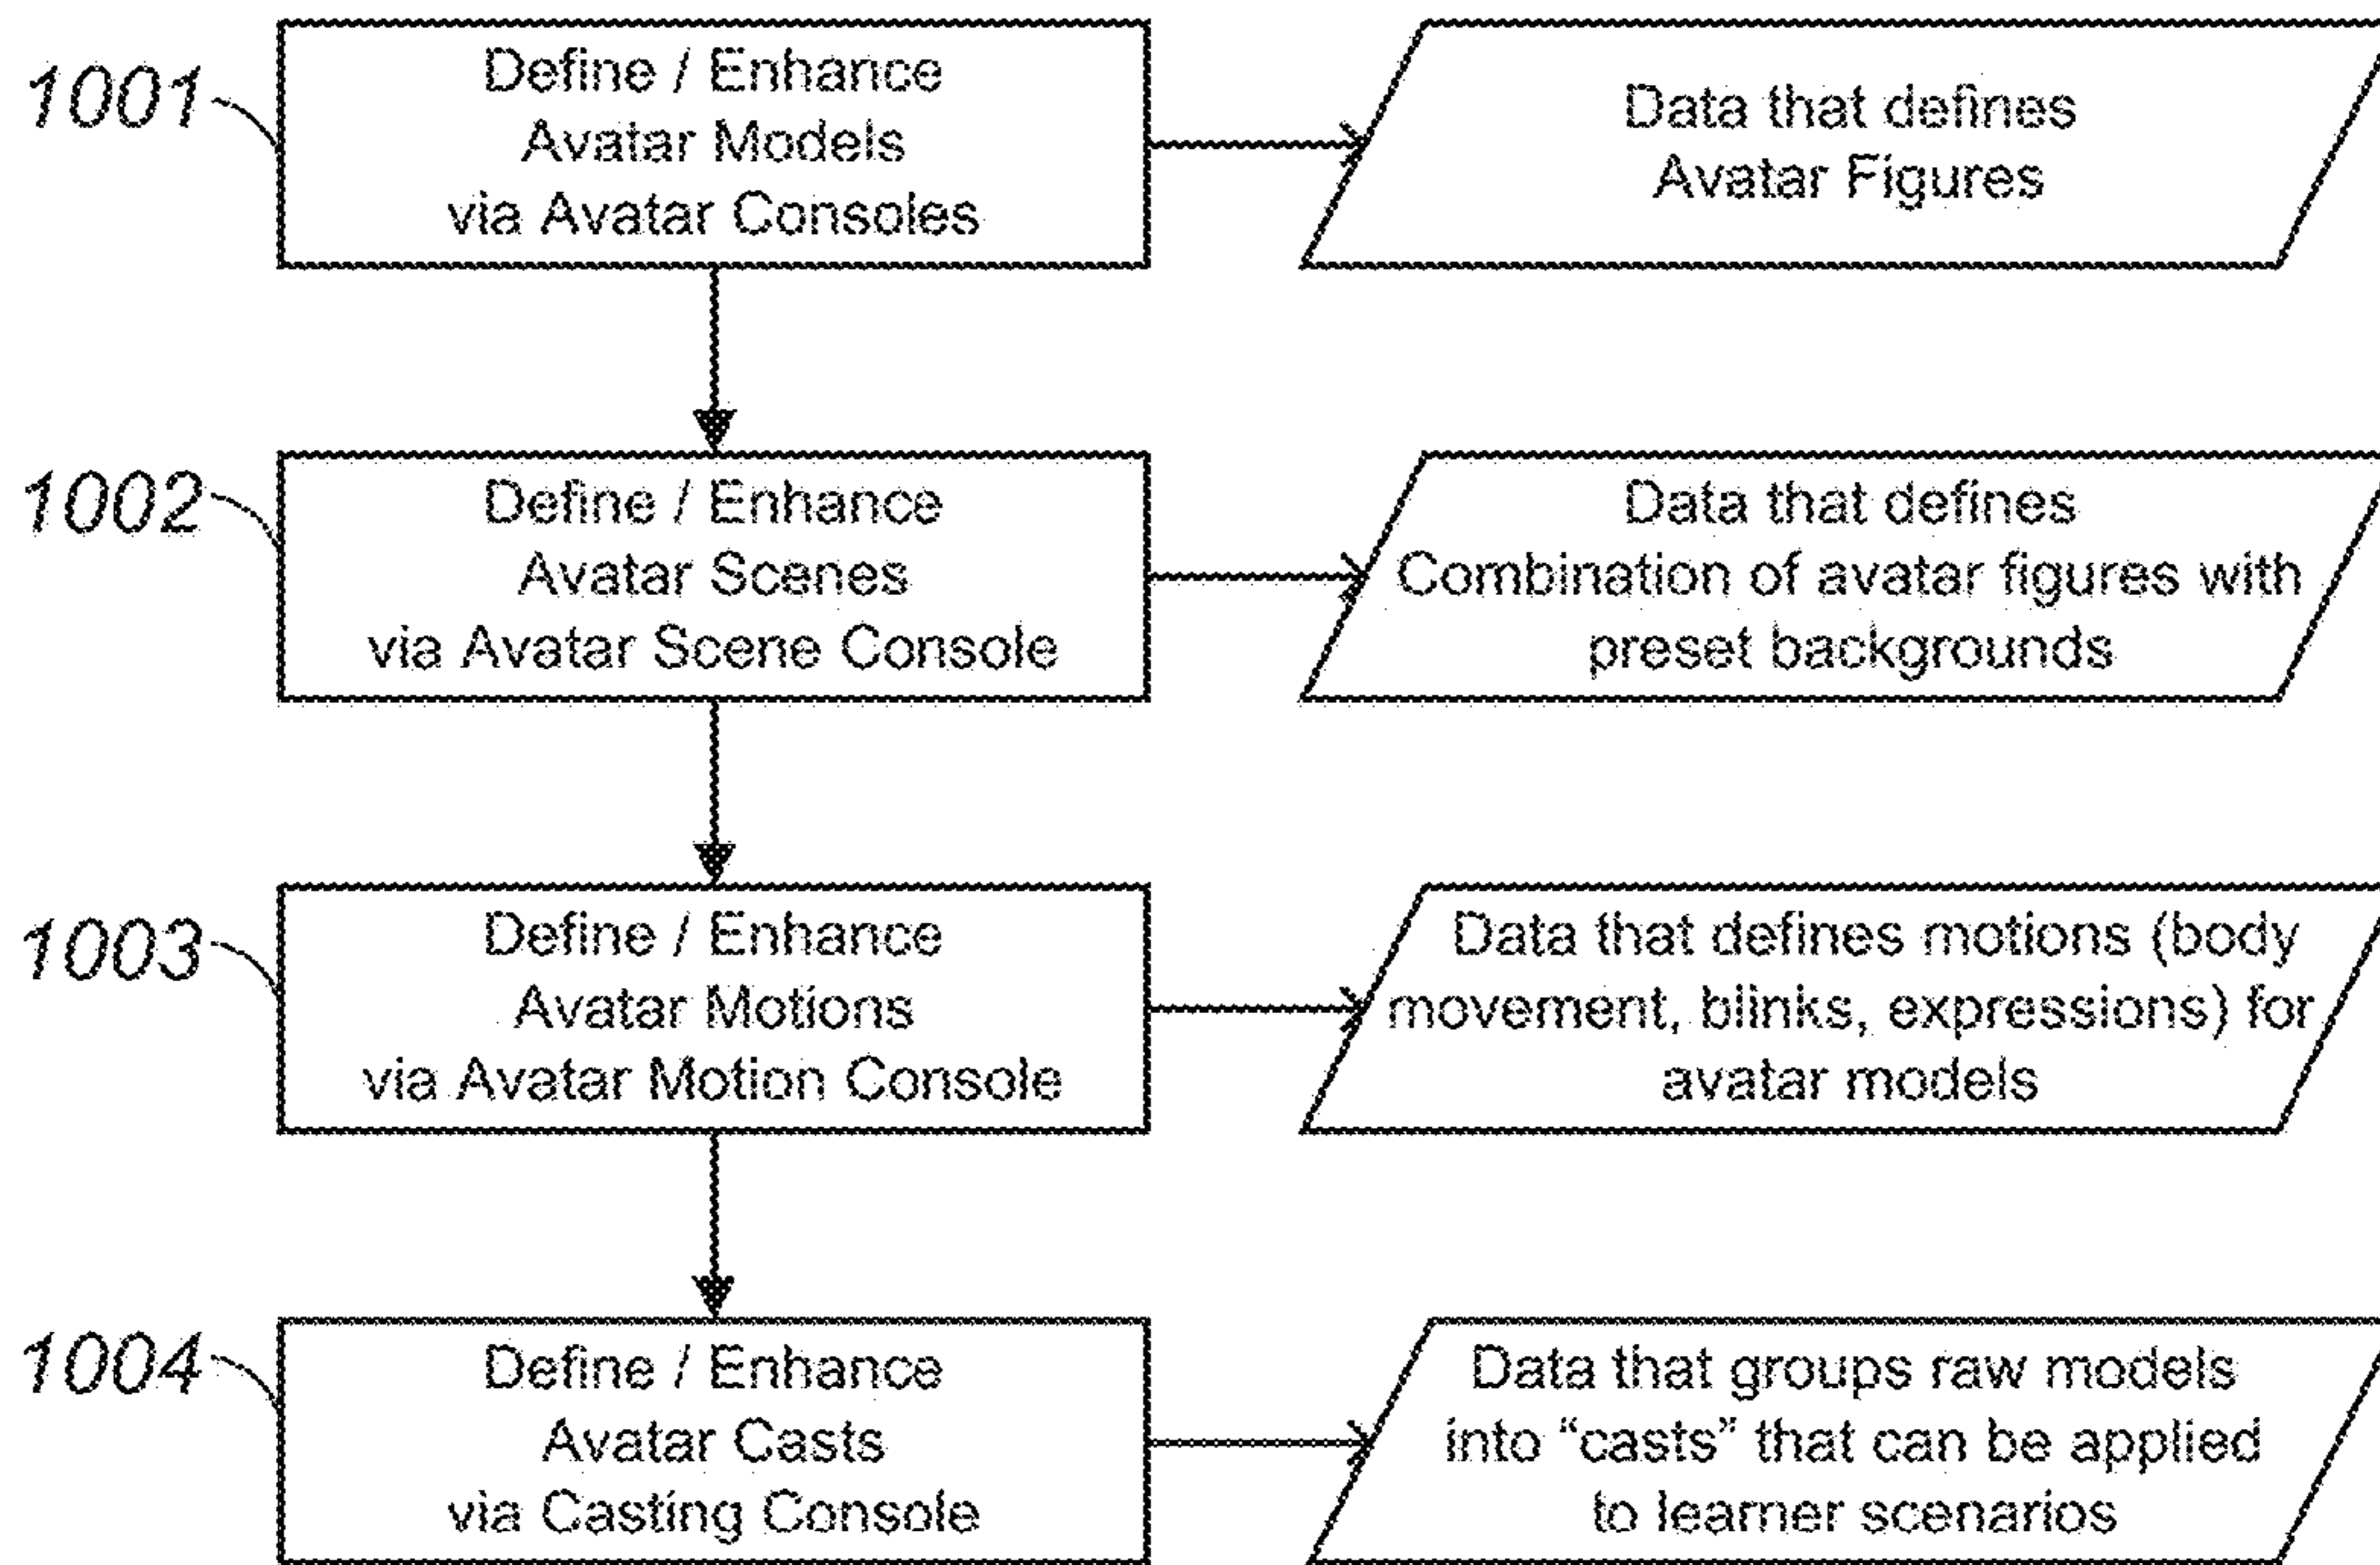 1001
Define / Enhance
Avatar Models
via Avatar Consoles
Data that defines
Avatar Figures
1002
Define / Enhance
Avatar Scenes
via Avatar Scene Console
Data that defines
Combination of avatar figures with
preset backgrounds
1003
Define / Enhance
Avatar Motions
via Avatar Motion Console
Data that defines motions (body
movement, blinks, expressions) for
avatar models
1004
Define / Enhance
Avatar Casts
via Casting Console
Data that groups raw models
into “casts” that can be applied
to learner scenarios